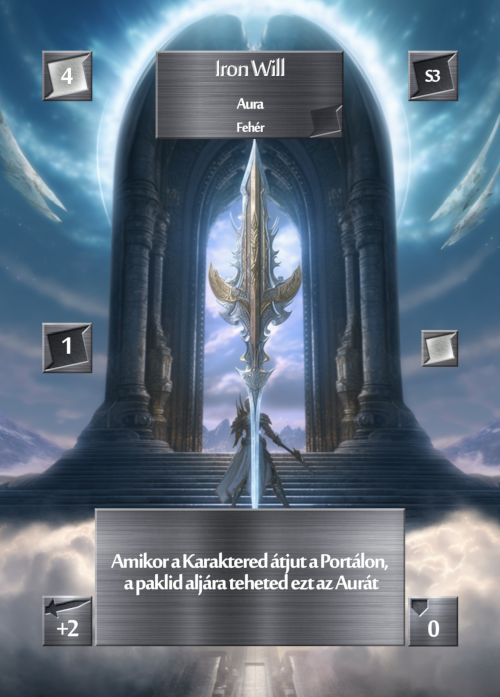 4
Iron Will
S3
Aura
Fehér
1
Amikor a Karaktered átjut a Portálon,
a paklid aljára teheted ezt az Aurát
+2
0